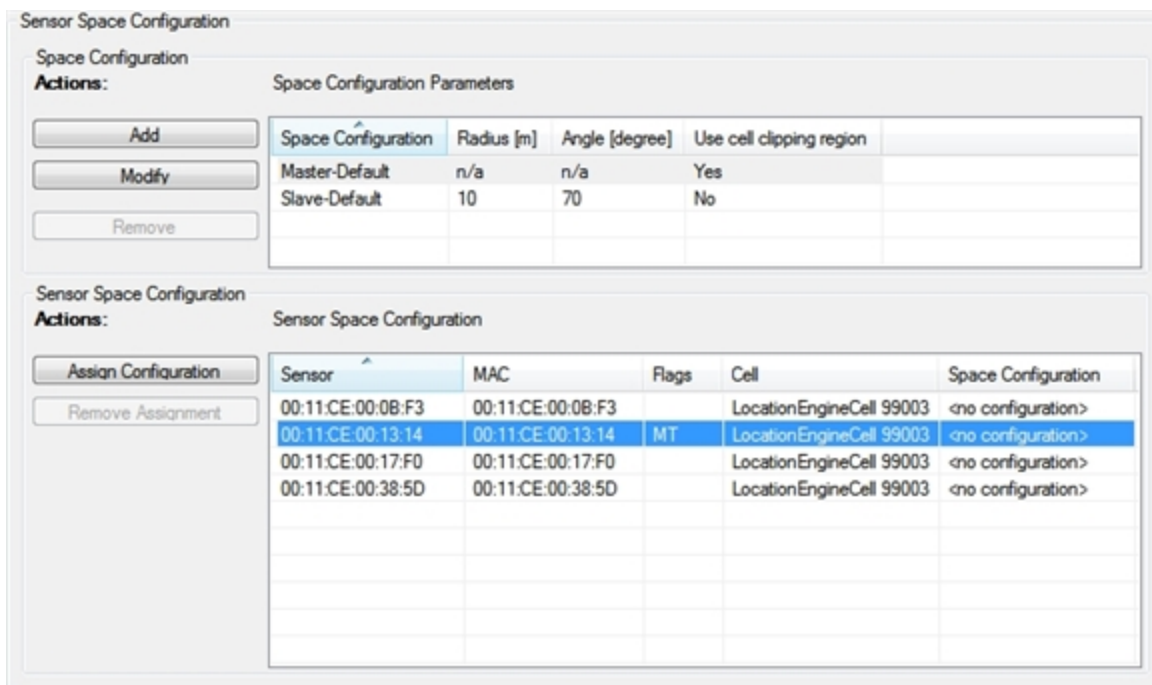 Sensor Space Configuration
Space Configuration
Actions:
Space Configuration Parameters
Add
Modify
Remove
Space Configuration Radius [m] Angle [degree] Use cell clipping region
Master-Default n/a n/a Yes
Slave-Default 10 70 No
Sensor Space Configuration
Actions:
Sensor Space Configuration
Assign Configuration
Remove Assignment
Sensor MAC Flags Cell Space Configuration
00:11:CE:00:0B:F3 00:11:CE:00:0B:F3 LocationEngineCell 99003 <no configuration>
00:11:CE:00:13:14 00:11:CE:00:13:14 MT LocationEngineCell 99003 <no configuration>
00:11:CE:00:17:F0 00:11:CE:00:17:F0 LocationEngineCell 99003 <no configuration>
00:11:CE:00:38:5D 00:11:CE:00:38:5D LocationEngineCell 99003 <no configuration>